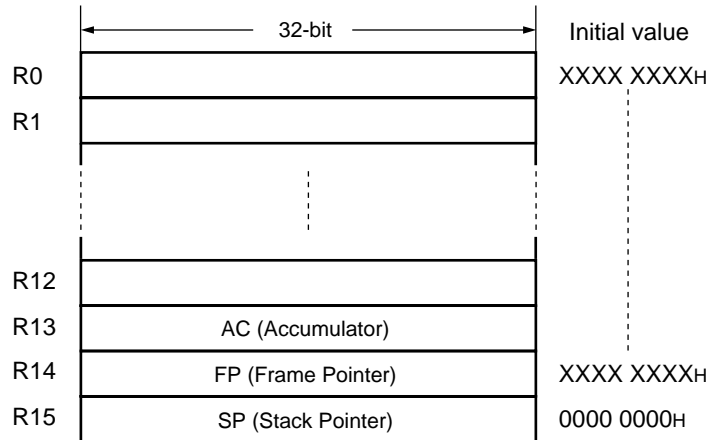 32-bit
Initial value
R0 XXXX XXXXH
R1
R12
R13 AC (Accumulator)
R14 FP (Frame Pointer) XXXX XXXXH
R15 SP (Stack Pointer) 0000 0000H